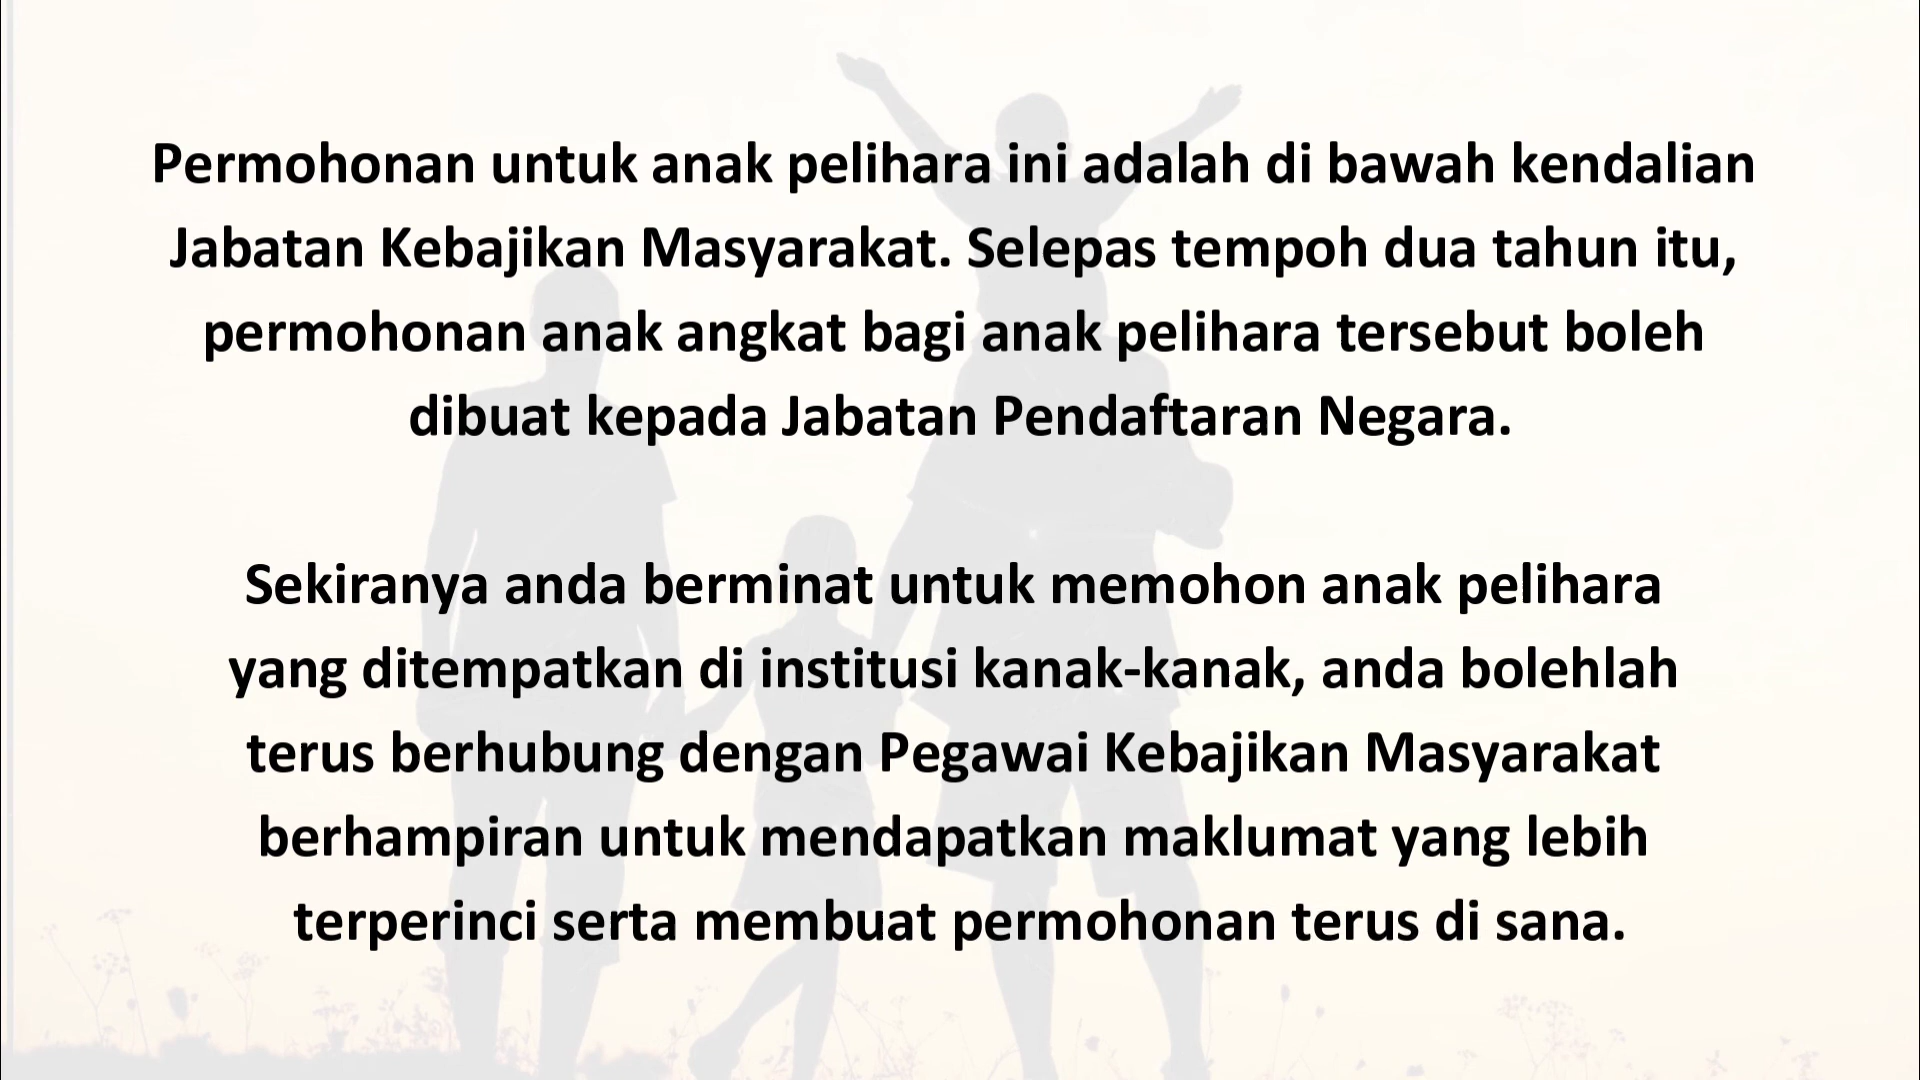 Permohonan untuk anak pelihara ini adalah di bawah kendalian
Jabatan Kebajikan Masyarakat. Selepas tempoh dua tahun itu,
permohonan anak angkat bagi anak pelihara tersebut boleh
dibuat kepada Jabatan Pendaftaran Negara.
Sekiranya anda berminat untuk memohon anak pelihara
yang ditempatkan di institusi kanak-kanak, anda bolehlah
terus berhubung dengan Pegawai Kebajikan Masyarakat
berhampiran untuk mendapatkan maklumat yang lebih
terperinci serta membuat permohonan terus di sana.